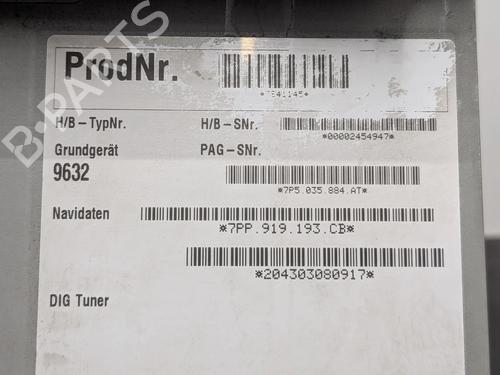 ProdNr.
*7841145*
H/B-TypNr. H/B-SNr.
*00002454947*
Grundgerät PAG-SNr.
9632
*7P5.035.884.AT*
Navidaten
*7PP.919.193.CB*
*204303080917*
DIG Tuner
B-PARTS